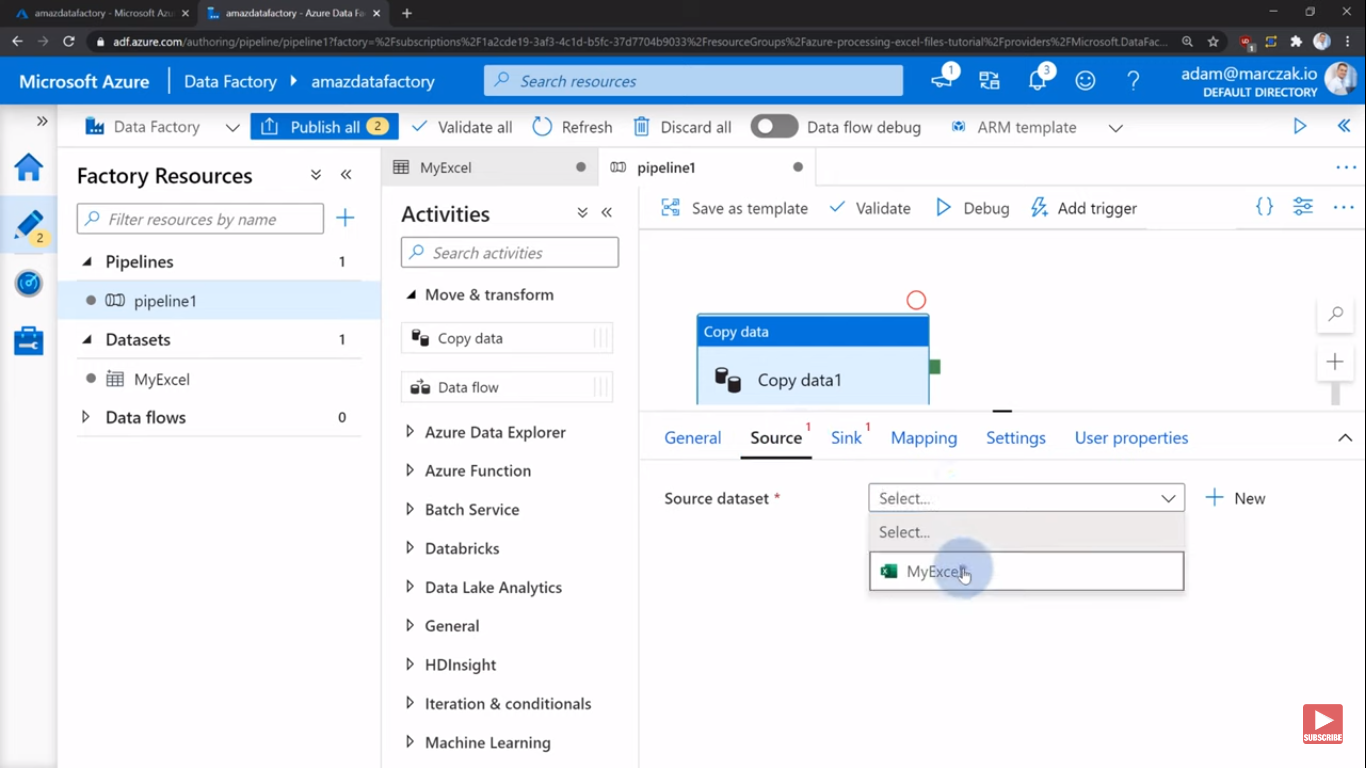 amazdatafactory - Microsoft Azu
amazdatafactory - Azure Data Fa
adf.azure.com/authoring/pipeline/pipeline1?factory=%2Fsubscriptions%2F1a2cde19-3af3-4c1d-b5fc-37d7704b9033%2FresourceGroups%2Fazure-processing-excel-files-tutorial%2Fproviders%2FMicrosoft.DataFac...
1
Microsoft Azure
Data Factory
amazdatafactory
Search resources
1
3
?
adam@marczak.io
DEFAULT DIRECTORY
Data Factory
Publish all 2
Validate all
Refresh
Discard all
Data flow debug
ARM template
Factory Resources
MyExcel
pipeline1
Filter resources by name
2
Pipelines 1
pipeline1
Datasets 1
MyExcel
Data flows 0
Activities
Search activities
Move & transform
Copy data
Data flow
Azure Data Explorer
Azure Function
Batch Service
Databricks
Data Lake Analytics
General
HDInsight
Iteration & conditionals
Machine Learning
Save as template
Validate
Debug
Add trigger
{}
Copy data
Copy data1
General
Source 1
Sink 1
Mapping
Settings
User properties
Source dataset *
Select...
New
Select...
MyExcel
SUBSCRIBE